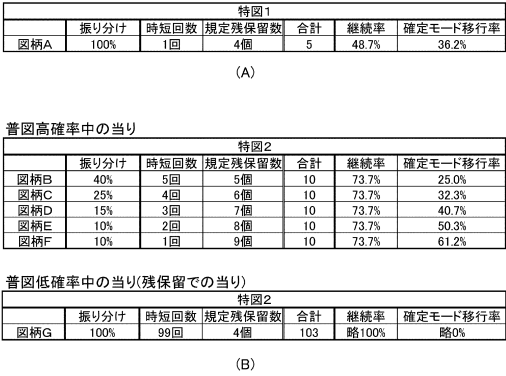 特図1
振り分け 時短回数 規定残保留数 合計 継続率 確定モード移行率
図柄A 100% 1回 4個 5 48.7% 36.2%
(A)
普図高確率中の当り
特図2
振り分け 時短回数 規定残保留数 合計 継続率 確定モード移行率
図柄B 40% 5回 5個 10 73.7% 25.0%
図柄C 25% 4回 6個 10 73.7% 32.3%
図柄D 15% 3回 7個 10 73.7% 40.7%
図柄E 10% 2回 8個 10 73.7% 50.3%
図柄F 10% 1回 9個 10 73.7% 61.2%
普図低確率中の当り(残保留での当り)
特図2
振り分け 時短回数 規定残保留数 合計 継続率 確定モード移行率
図柄G 100% 99回 4個 103 略100% 略0%
(B)